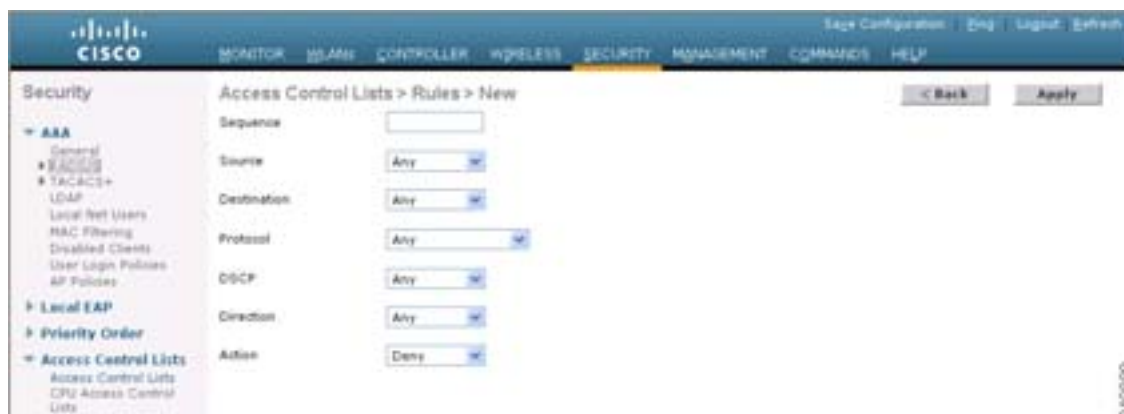 Save Configuration | Ping | Logout | Refresh
CISCO
MONITOR WLANs CONTROLLER WIRELESS SECURITY MANAGEMENT COMMANDS HELP
Security
AAA
General
RADIUS
TACACS+
LDAP
Local Net Users
MAC Filtering
Disabled Clients
User Login Policies
AP Policies
Local EAP
Priority Order
Access Control Lists
Access Control Lists
CPU Access Control Lists
Access Control Lists > Rules > New
< Back
Apply
Sequence
Source Any
Destination Any
Protocol Any
DSCP Any
Direction Any
Action Deny